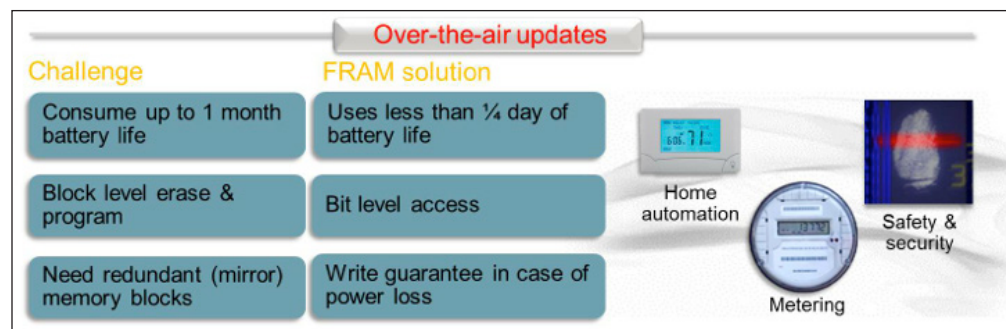 Over-the-air updates
Challenge
FRAM solution
Consume up to 1 month
battery life
Uses less than ¼ day of
battery life
Block level erase &
program
Bit level access
Need redundant (mirror)
memory blocks
Write guarantee in case of
power loss
71
Home
automation
Metering
Safety &
security